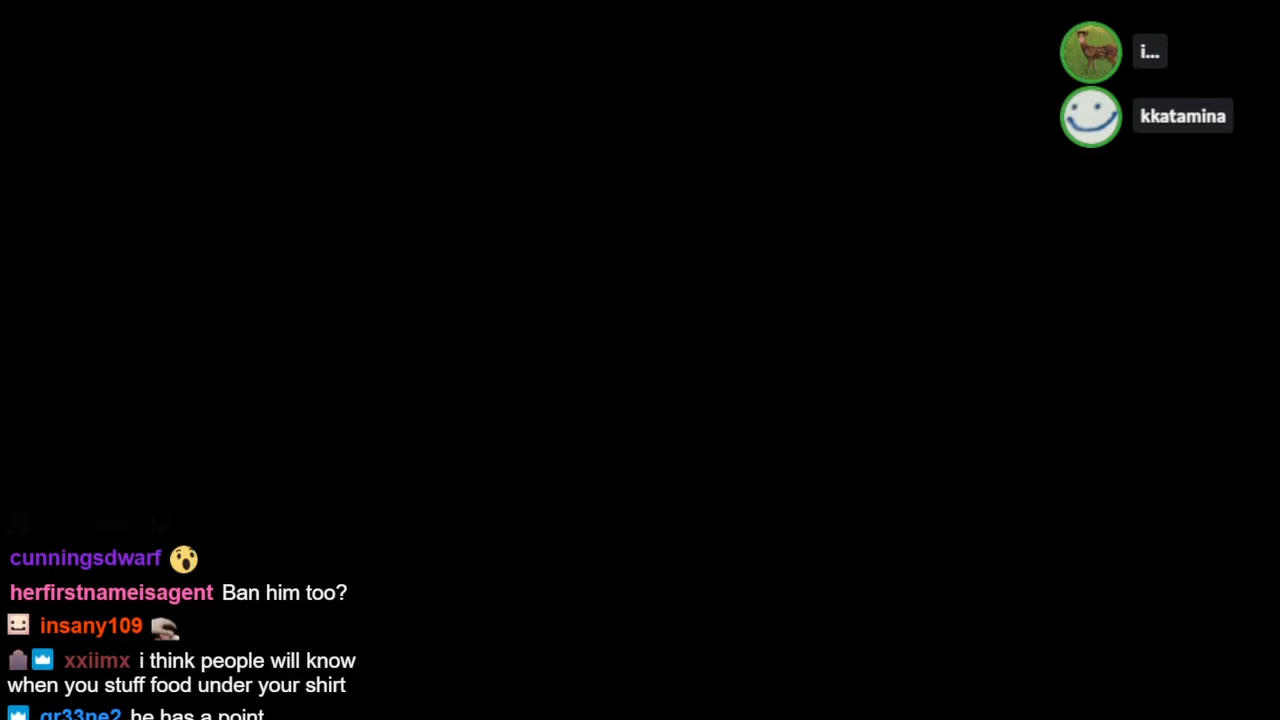 i...
kkatamina
cunningsdwarf
herfirstnameisagent Ban him too?
insany109
xxiimx i think people will know
when you stuff food under your shirt
gr33ne2 he has a point